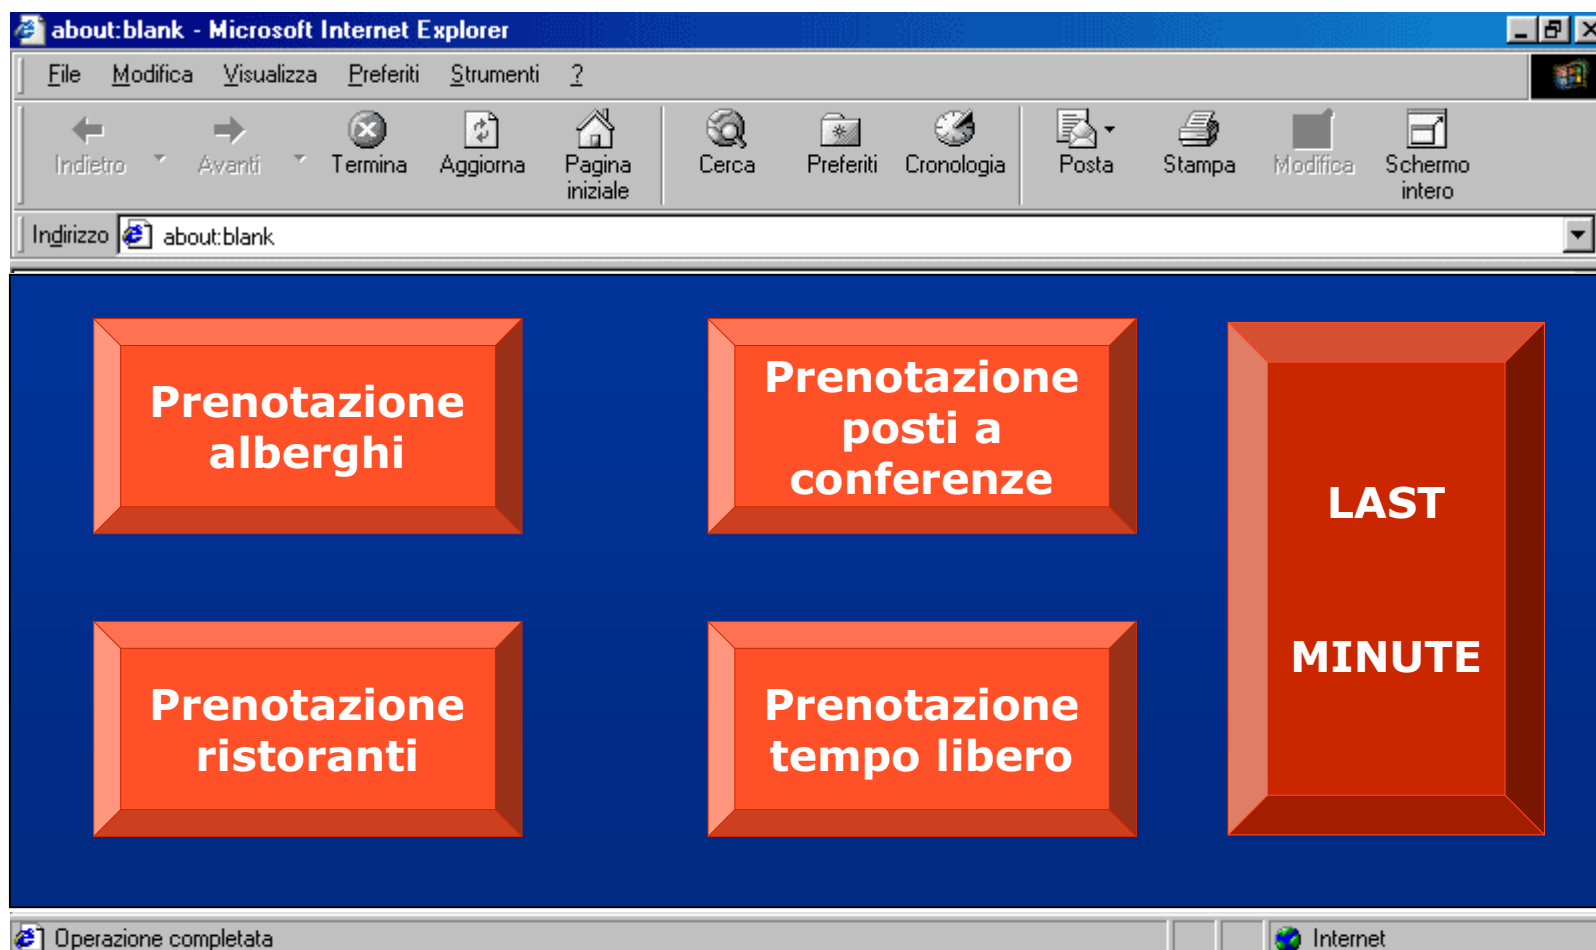 about:blank - Microsoft Internet Explorer
File Modifica Visualizza Preferiti Strumenti ?
Indietro Avanti Termina Aggiorna Pagina iniziale Cerca Preferiti Cronologia Posta Stampa Modifica Schermo intero
Indirizzo about:blank
Prenotazione
alberghi
Prenotazione
posti a
conferenze
LAST
MINUTE
Prenotazione
ristoranti
Prenotazione
tempo libero
Operazione completata Internet